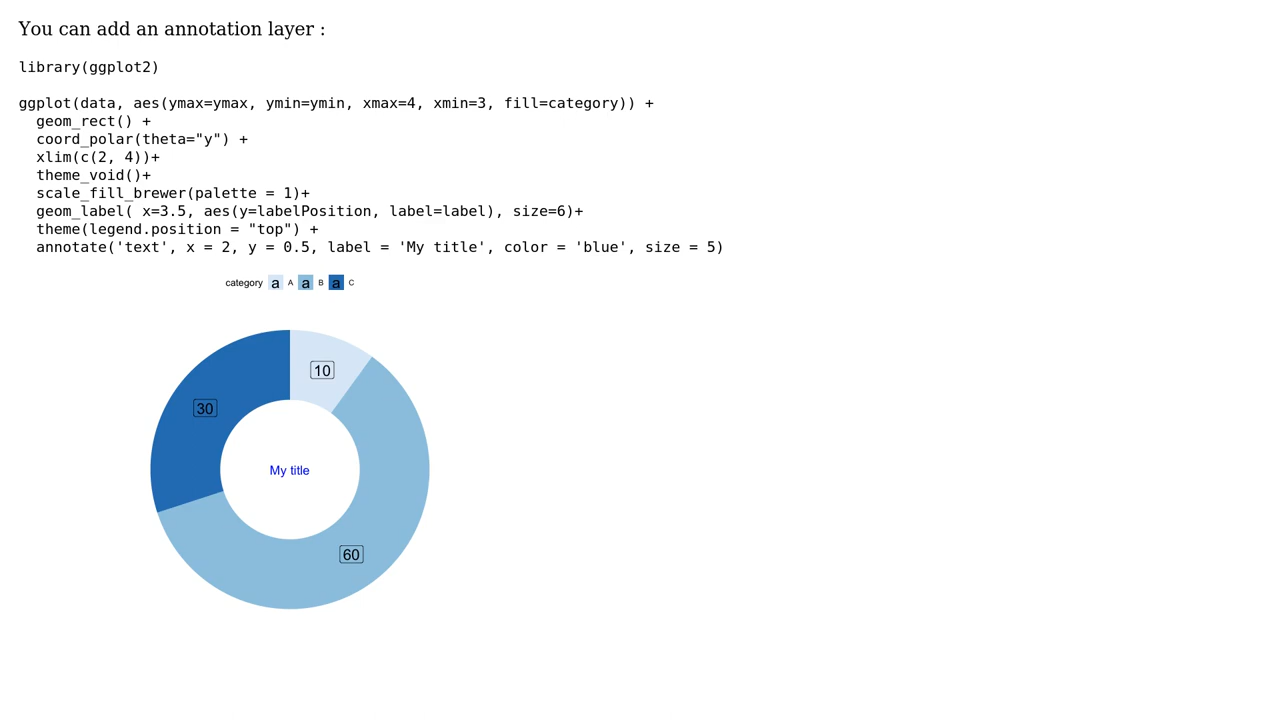 You can add an annotation layer :
library(ggplot2)
ggplot(data, aes(ymax=ymax, ymin=ymin, xmax=4, xmin=3, fill=category)) +
  geom_rect() +
  coord_polar(theta="y") +
  xlim(c(2, 4))+
  theme_void()+
  scale_fill_brewer(palette = 1)+
  geom_label( x=3.5, aes(y=labelPosition, label=label), size=6)+
  theme(legend.position = "top") +
  annotate('text', x = 2, y = 0.5, label = 'My title', color = 'blue', size = 5)
category a A a B a C
10
30
My title
60